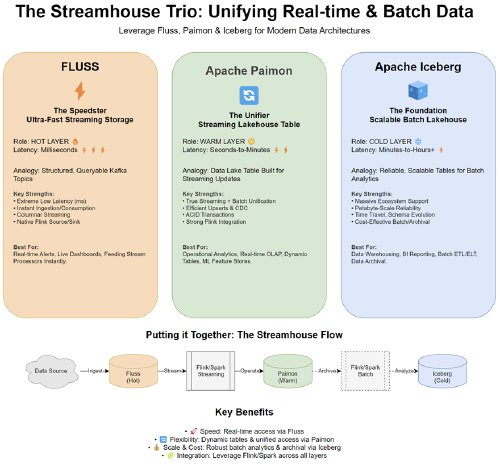 The Streamhouse Trio: Unifying Real-time & Batch Data
Leverage Fluss, Paimon & Iceberg for Modern Data Architectures
FLUSS
The Speedster
Ultra-Fast Streaming Storage
Role: HOT LAYER
Latency: Milliseconds
Analogy: Structured, Queryable Kafka
Topics
Key Strengths:
• Extreme Low Latency (ms)
• Instant Ingestion/Consumption
• Columnar Streaming
• Native Flink Source/Sink
Best For:
Real-time Alerts, Live Dashboards, Feeding Stream
Processors Instantly.
Apache Paimon
The Unifier
Streaming Lakehouse Table
Role: WARM LAYER
Latency: Seconds-to-Minutes
Analogy: Data Lake Table Built for
Streaming Updates
Key Strengths:
• True Streaming + Batch Unification
• Efficient Upserts & CDC
• ACID Transactions
• Strong Flink Integration
Best For:
Operational Analytics, Real-time OLAP, Dynamic
Tables, ML Feature Stores.
Apache Iceberg
The Foundation
Scalable Batch Lakehouse
Role: COLD LAYER
Latency: Minutes-to-Hours+
Analogy: Reliable, Scalable Tables for Batch
Analytics
Key Strengths:
• Massive Ecosystem Support
• Petabyte-Scale Reliability
• Time Travel, Schema Evolution
• Cost-Effective Batch/Archival
Best For:
Data Warehousing, BI Reporting, Batch ETL/ELT,
Data Archival.
Putting it Together: The Streamhouse Flow
Data Source
Ingest
Fluss
(Hot)
Stream
Flink/Spark
Streaming
Operate
Paimon
(Warm)
Archive
Flink/Spark
Batch
Analyze
Iceberg
(Cold)
Key Benefits
• Speed: Real-time access via Fluss
• Flexibility: Dynamic tables & unified access via Paimon
• Scale & Cost: Robust batch analytics & archival via Iceberg
• Integration: Leverage Flink/Spark across all layers